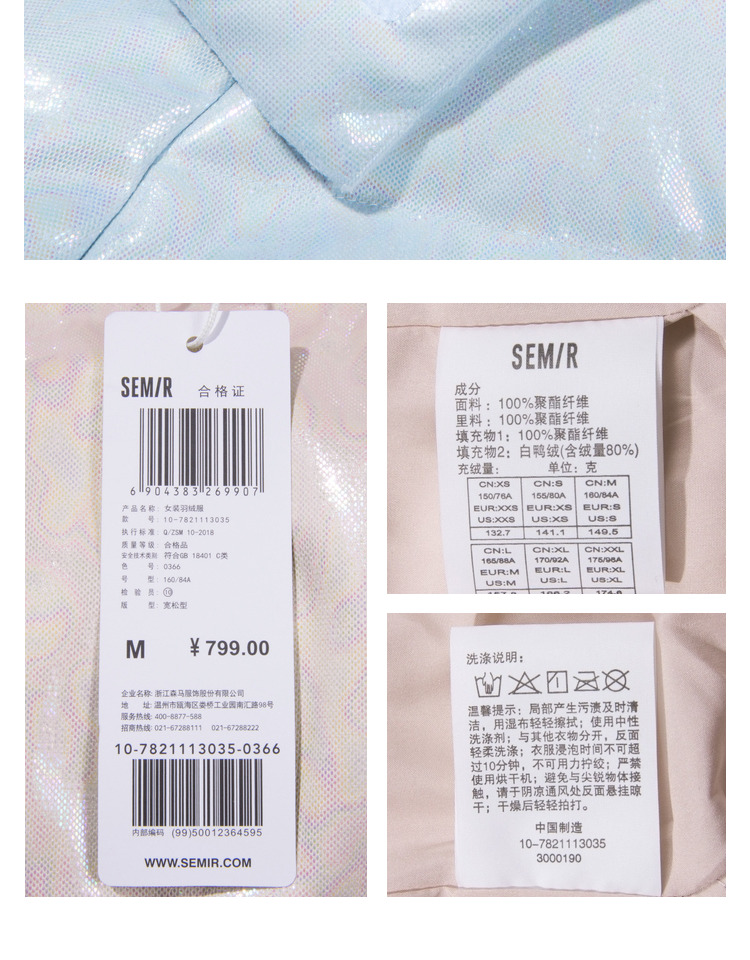 SEMIR
合格证
6 904383 269907
产品名称: 女装羽绒服
款 号: 10-7821113035
执行标准: Q/ZSM 10-2018
质量等级: 合格品
安全技术类别 符合GB 18401 C类
色 号: 0366
号 型: 160/84A
检 验 员: 10
版 型: 宽松型
M ¥ 799.00
企业名称: 浙江森马服饰股份有限公司
地 址: 温州市瓯海区娄桥工业园南汇路98号
服务热线: 400-8877-588
招商热线: 021-67288111 021-67288222
10-7821113035-0366
内部编码 (99)50012364595
WWW.SEMIR.COM
SEMIR
成分
面料: 100%聚酯纤维
里料: 100%聚酯纤维
填充物1: 100%聚酯纤维
填充物2: 白鸭绒(含绒量80%)
充绒量: 单位: 克
CN:XS CN:S CN:M
150/76A 155/80A 160/84A
EUR:XXS EUR:XS EUR:S
US:XXS US:XS US:S
132.7 141.1 149.5
CN:L CN:XL CN:XXL
165/88A 170/92A 175/96A
EUR:M EUR:L EUR:XL
US:M US:L US:XL
洗涤说明:
温馨提示: 局部产生污渍及时清
洁, 用湿布轻轻擦拭; 使用中性
洗涤剂; 与其他衣物分开, 反面
轻柔洗涤; 衣服浸泡时间不可超
过10分钟, 不可用力拧绞; 严禁
使用烘干机; 避免与尖锐物体接
触, 请于阴凉通风处反面悬挂晾
干; 干燥后轻轻拍打。
中国制造
10-7821113035
3000190